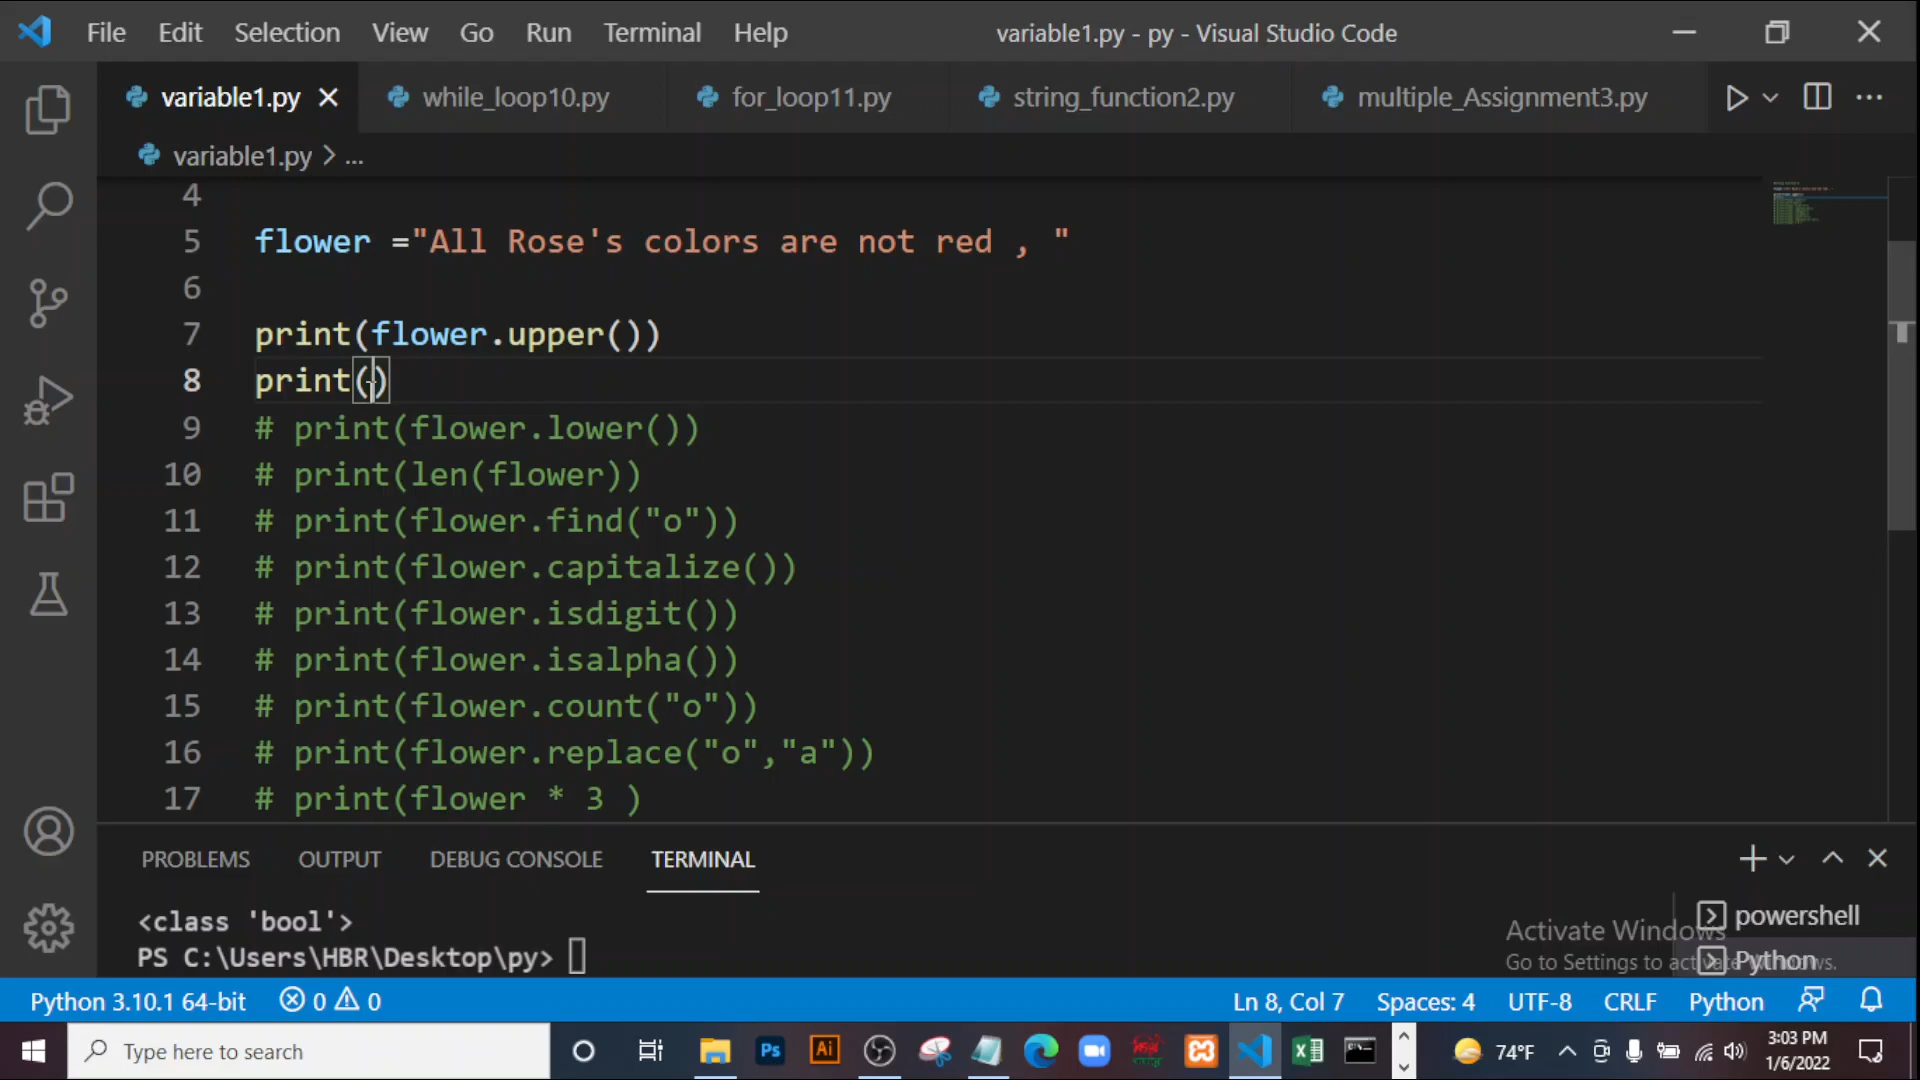 File Edit Selection View Go Run Terminal Help variable1.py - py - Visual Studio Code
variable1.py while_loop10.py for_loop11.py string_function2.py multiple_Assignment3.py
variable1.py > ...
4
5 flower ="All Rose's colors are not red , "
6
7 print(flower.upper())
8 print()
9 # print(flower.lower())
10 # print(len(flower))
11 # print(flower.find("o"))
12 # print(flower.capitalize())
13 # print(flower.isdigit())
14 # print(flower.isalpha())
15 # print(flower.count("o"))
16 # print(flower.replace("o","a"))
17 # print(flower * 3 )
PROBLEMS OUTPUT DEBUG CONSOLE TERMINAL
<class 'bool'>
PS C:\Users\HBR\Desktop\py>
powershell
Python
Activate Windows
Go to Settings to activate Windows.
Python 3.10.1 64-bit 0 0 Ln 8, Col 7 Spaces: 4 UTF-8 CRLF Python
Type here to search Ps Ai 74°F 3:03 PM
1/6/2022